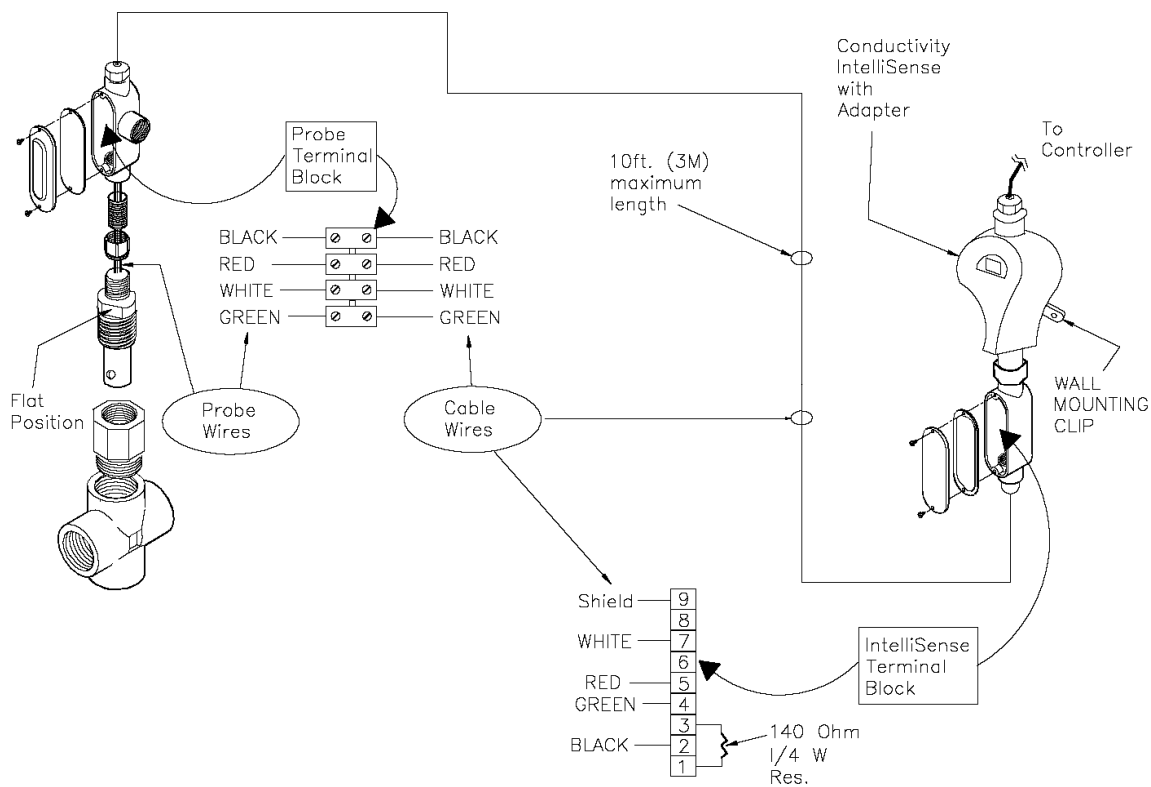 Conductivity
IntelliSense
with
Adapter
To
Controller
Probe
Terminal
Block
10ft. (3M)
maximum
length
BLACK BLACK
RED RED
WHITE WHITE
GREEN GREEN
Flat
Position
Probe
Wires
Cable
Wires
WALL
MOUNTING
CLIP
Shield 9
8
WHITE 7
6
RED 5
GREEN 4
3
BLACK 2
1
IntelliSense
Terminal
Block
140 Ohm
1/4 W
Res.